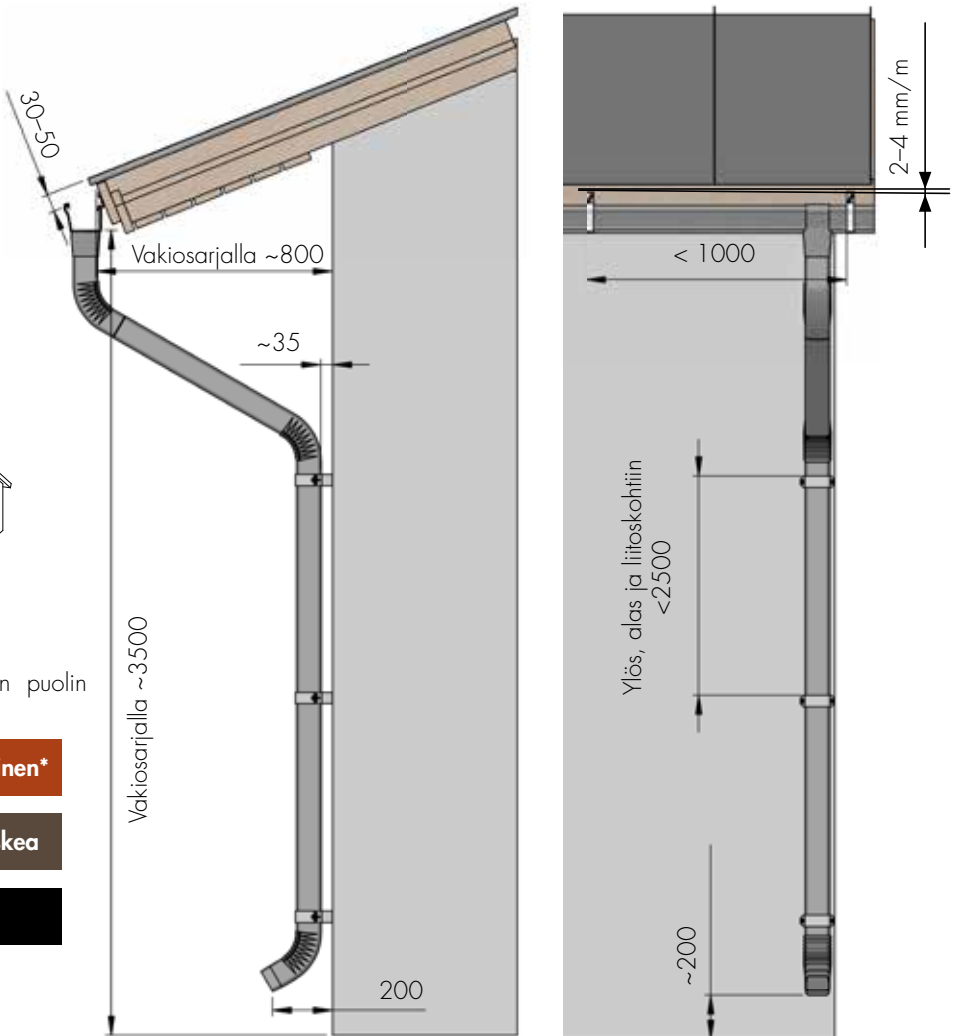 30–50
Vakiosarjalla ~800
~35
Vakiosarjalla ~3500
200
n puolin
nen*
kea
2–4 mm/m
< 1000
Ylös, alas ja liitoskohtiin
<2500
~200